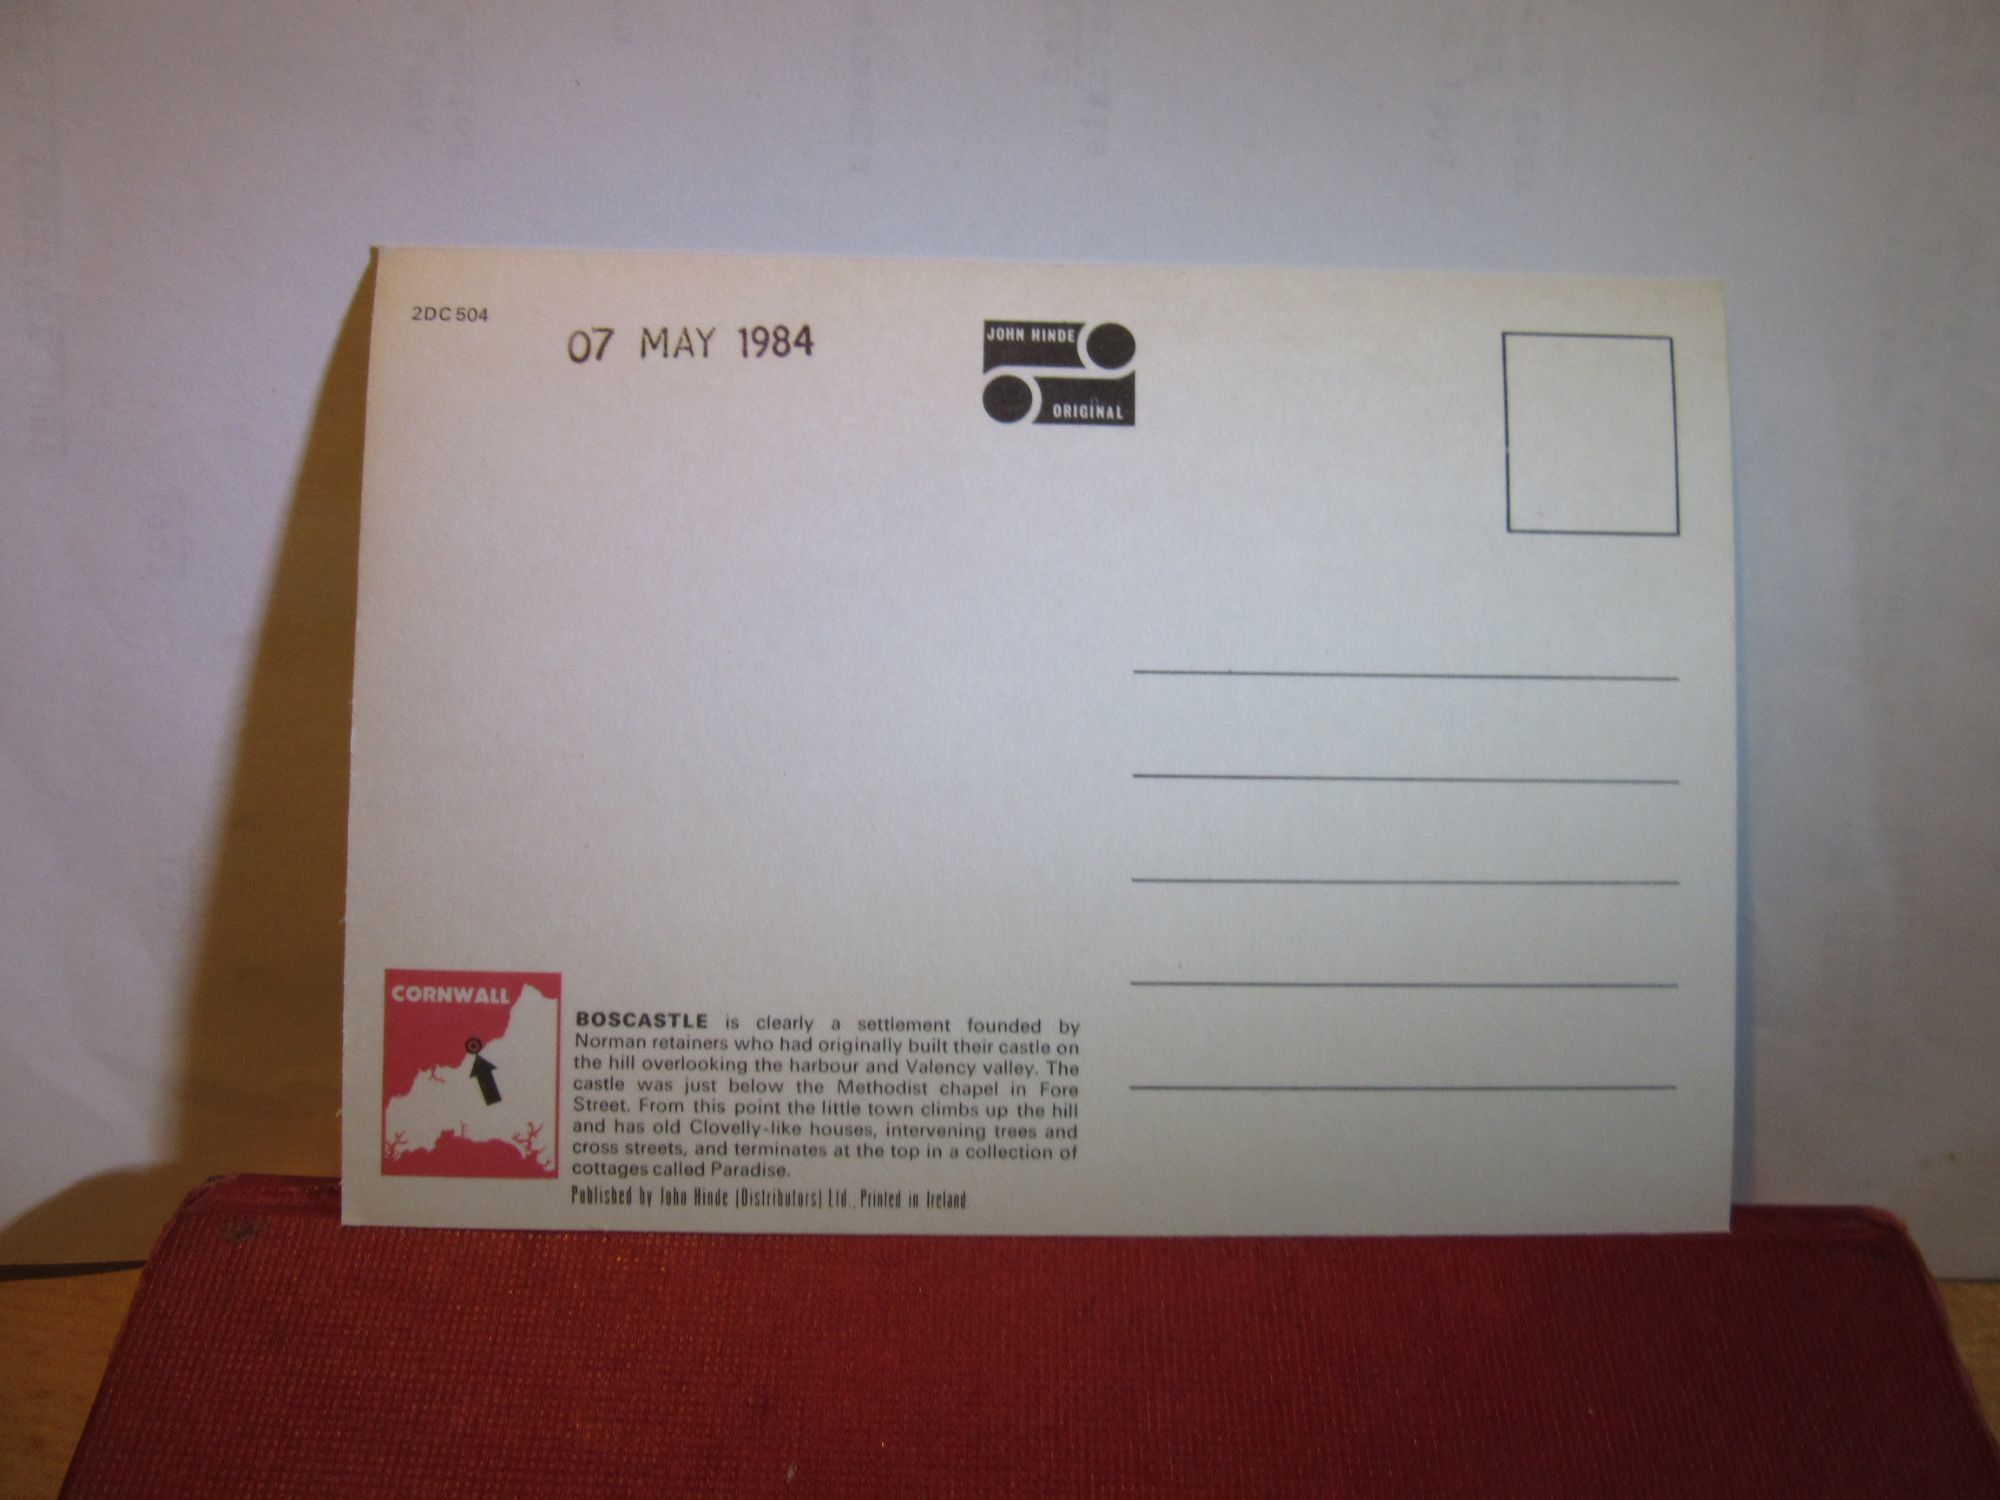 2DC 504
07 MAY 1984
JOHN HINDE
ORIGINAL
CORNWALL
BOSCASTLE is clearly a settlement founded by
Norman retainers who had originally built their castle on
the hill overlooking the harbour and Valency valley. The
castle was just below the Methodist chapel in Fore
Street. From this point the little town climbs up the hill
and has old Clovelly-like houses, intervening trees and
cross streets, and terminates at the top in a collection of
cottages called Paradise.
Published by John Hinde (Distributors) Ltd., Printed in Ireland.